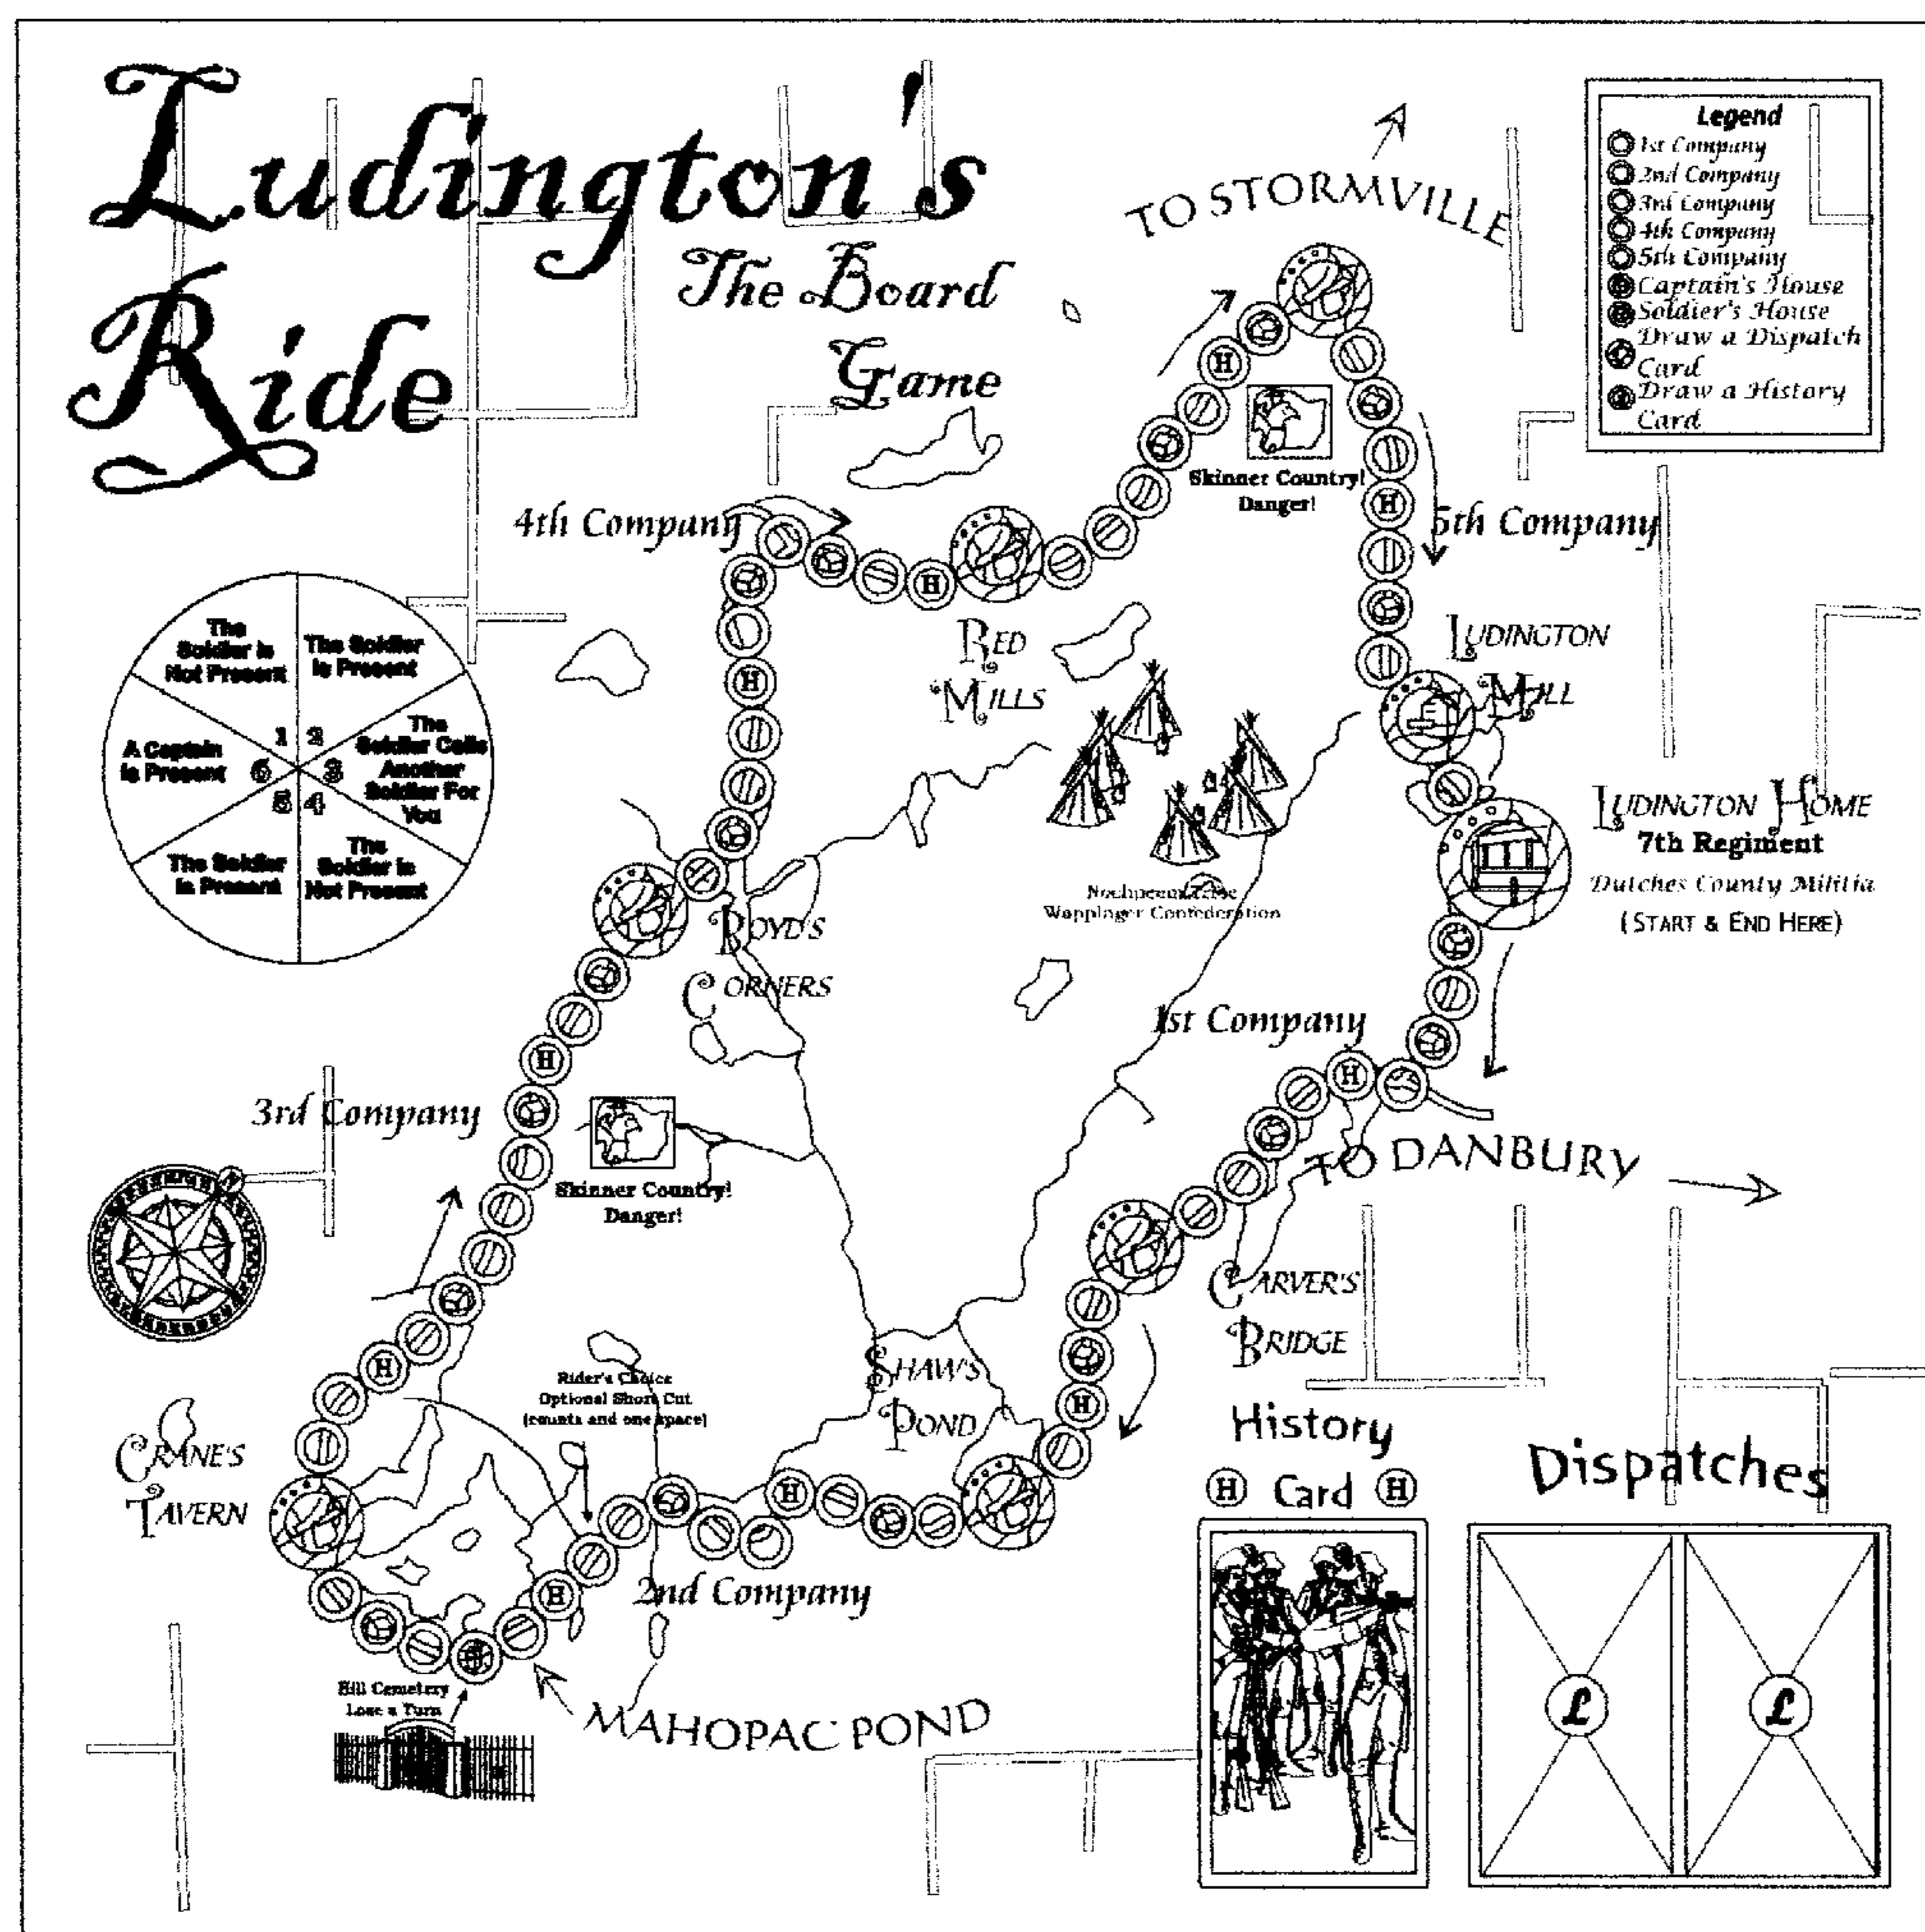 Ludington's
Ride
The Board
Game
TO STORMVILLE
Legend
1st Company
2nd Company
3rd Company
4th Company
5th Company
Captain's House
Soldier's House
Draw a Dispatch
Card
Draw a History
Card
H
Skinner Country!
Danger!
4th Company
5th Company
H
H
RED
MILLS
LUDINGTON
MILL
The
Soldier is
Not Present
The Soldier
is Present
The
Soldier Calls
Another
Soldier For
You
The
Soldier is
Not Present
The Soldier
is Present
A Captain
is Present
1 2
6 3
5 4
H
LUDINGTON HOME
7th Regiment
Dutches County Militia
(START & END HERE)
Wappinger Confederation
BOYD'S
CORNERS
1st Company
H
H
3rd Company
Skinner Country!
Danger!
TO DANBURY
CARVER'S
BRIDGE
SHAW'S
POND
H
Rider's Choice
Optional Short Cut
(counts and one space)
H
CRANE'S
TAVERN
H
H
2nd Company
Hill Cemetery
Lose a Turn
MAHOPAC POND
History
H Card H
Dispatches
L
L